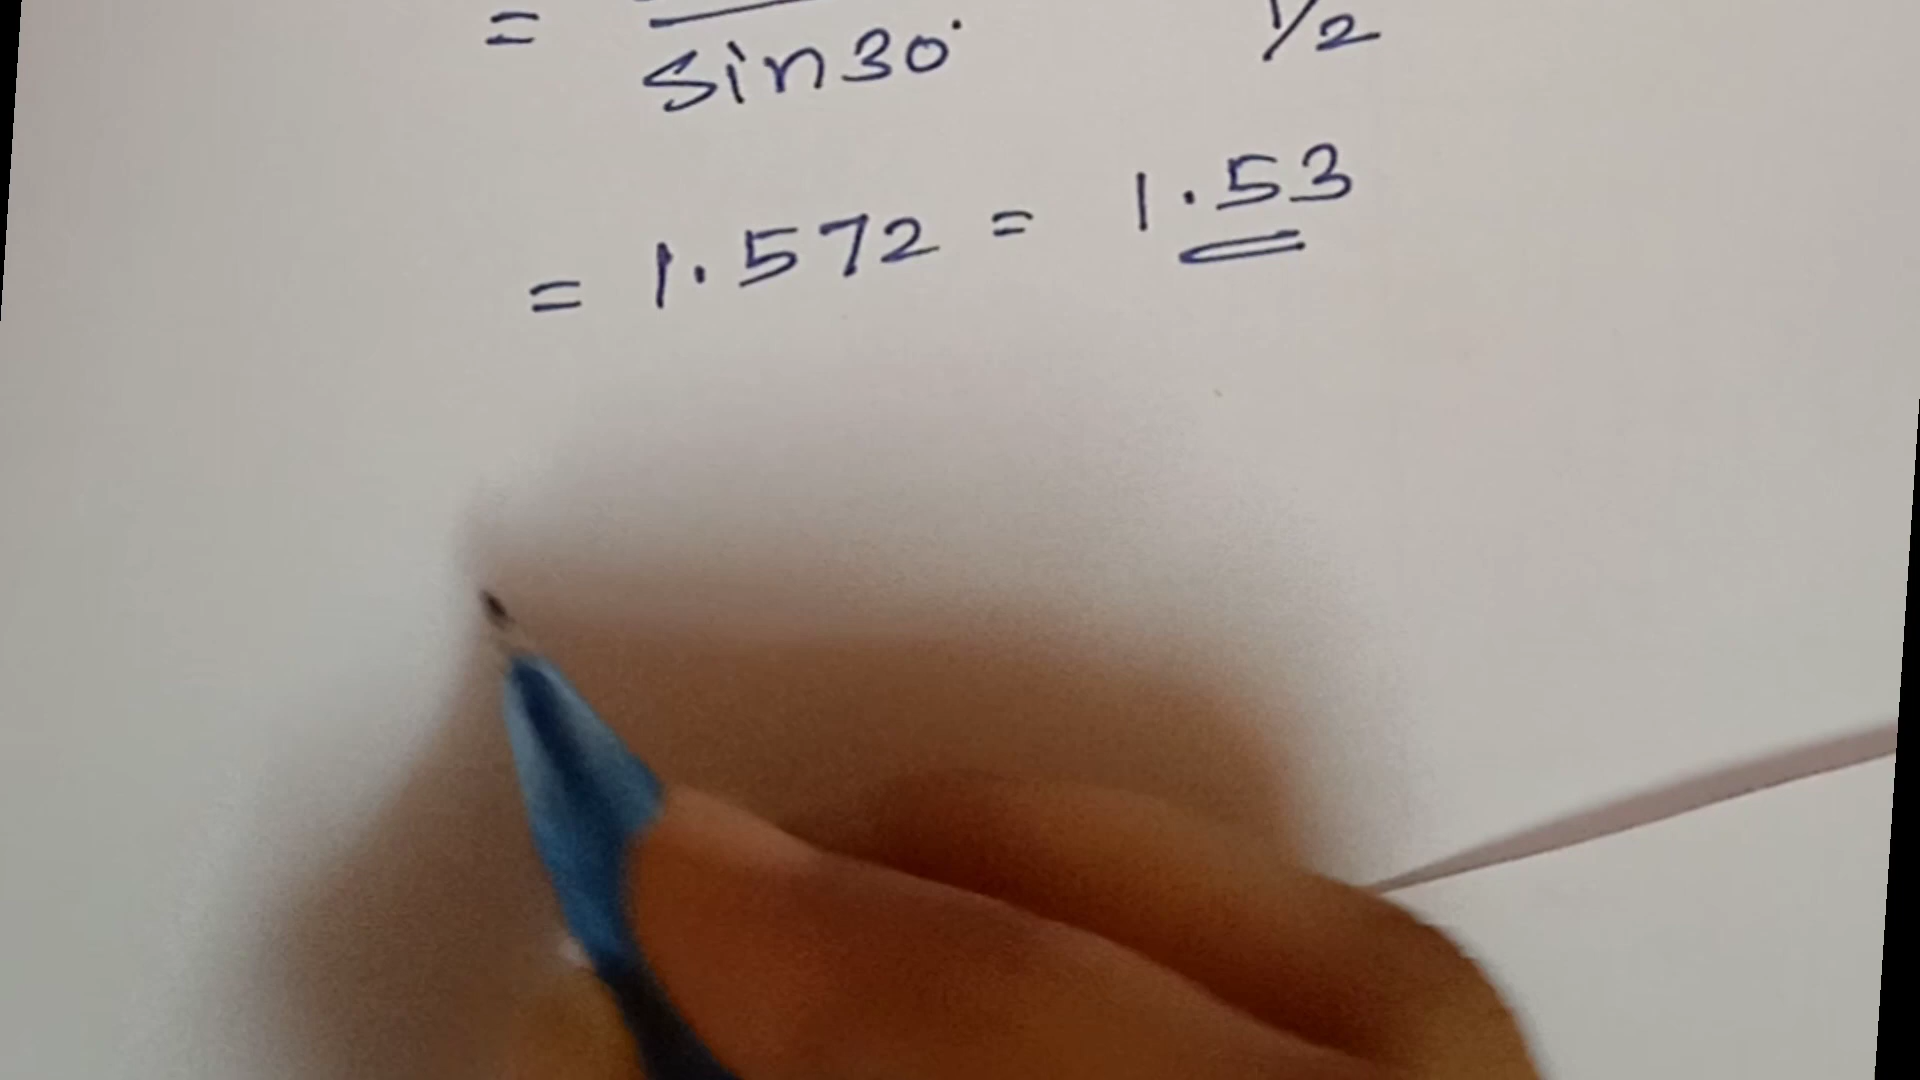 = sin30° 1/2
= 1.572 = 1.53